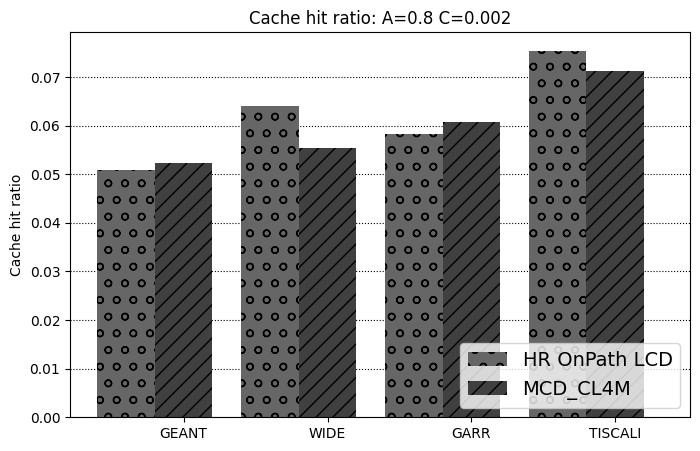 Cache hit ratio: A=0.8 C=0.002
Cache hit ratio
0.07
0.06
0.05
0.04
0.03
0.02
0.01
0.00
HR OnPath LCD
MCD_CL4M
GEANT WIDE GARR TISCALI